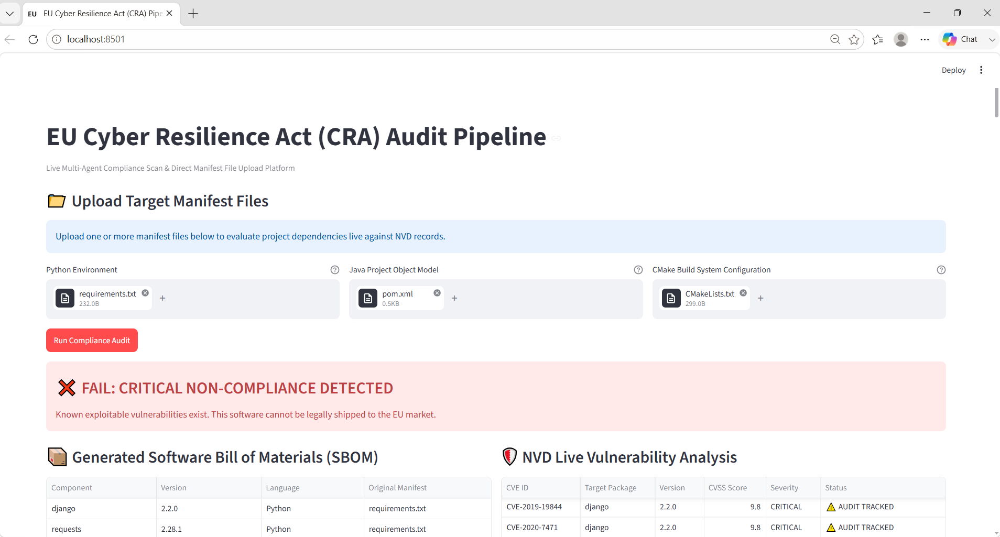 EU EU Cyber Resilience Act (CRA) Pipe
localhost:8501
Chat
Deploy
EU Cyber Resilience Act (CRA) Audit Pipeline
Live Multi-Agent Compliance Scan & Direct Manifest File Upload Platform
Upload Target Manifest Files
Upload one or more manifest files below to evaluate project dependencies live against NVD records.
Python Environment
requirements.txt
232.0B
Java Project Object Model
pom.xml
0.5KB
CMake Build System Configuration
CMakeLists.txt
299.0B
Run Compliance Audit
FAIL: CRITICAL NON-COMPLIANCE DETECTED
Known exploitable vulnerabilities exist. This software cannot be legally shipped to the EU market.
Generated Software Bill of Materials (SBOM)
Component Version Language Original Manifest
django 2.2.0 Python requirements.txt
requests 2.28.1 Python requirements.txt
NVD Live Vulnerability Analysis
CVE ID Target Package Version CVSS Score Severity Status
CVE-2019-19844 django 2.2.0 9.8 CRITICAL AUDIT TRACKED
CVE-2020-7471 django 2.2.0 9.8 CRITICAL AUDIT TRACKED